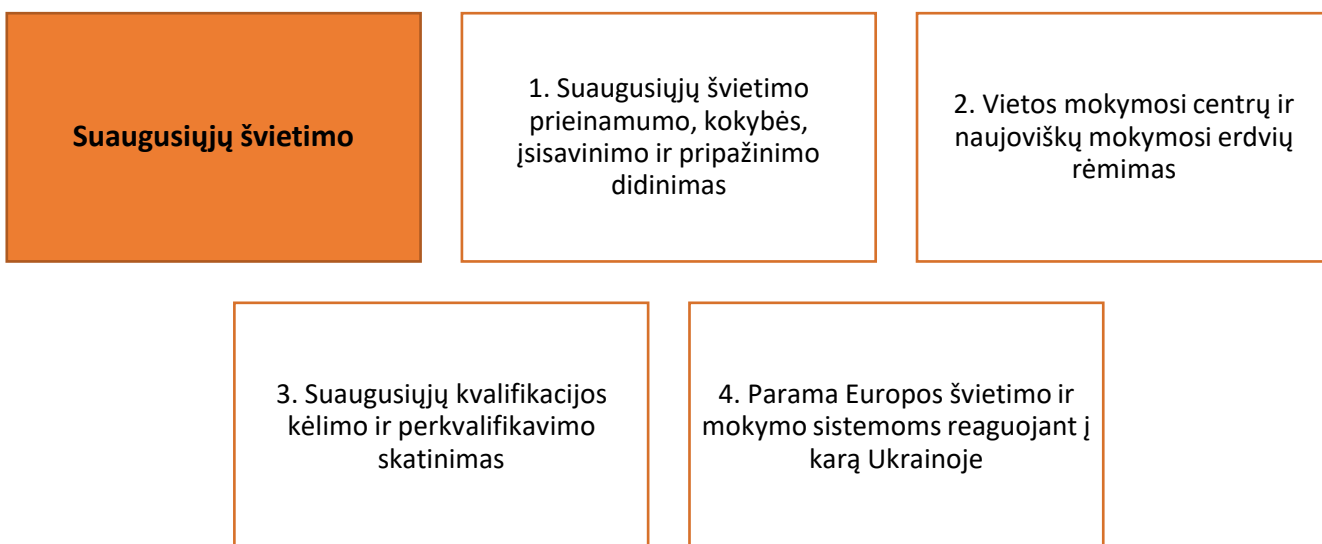 Suaugusiųjų švietimo
1. Suaugusiųjų švietimo
prieinamumo, kokybės,
įsisavinimo ir pripažinimo
didinimas
2. Vietos mokymosi centrų ir
naujoviškų mokymosi erdvių
rėmimas
3. Suaugusiųjų kvalifikacijos
kėlimo ir perkvalifikavimo
skatinimas
4. Parama Europos švietimo ir
mokymo sistemoms reaguojant į
karą Ukrainoje